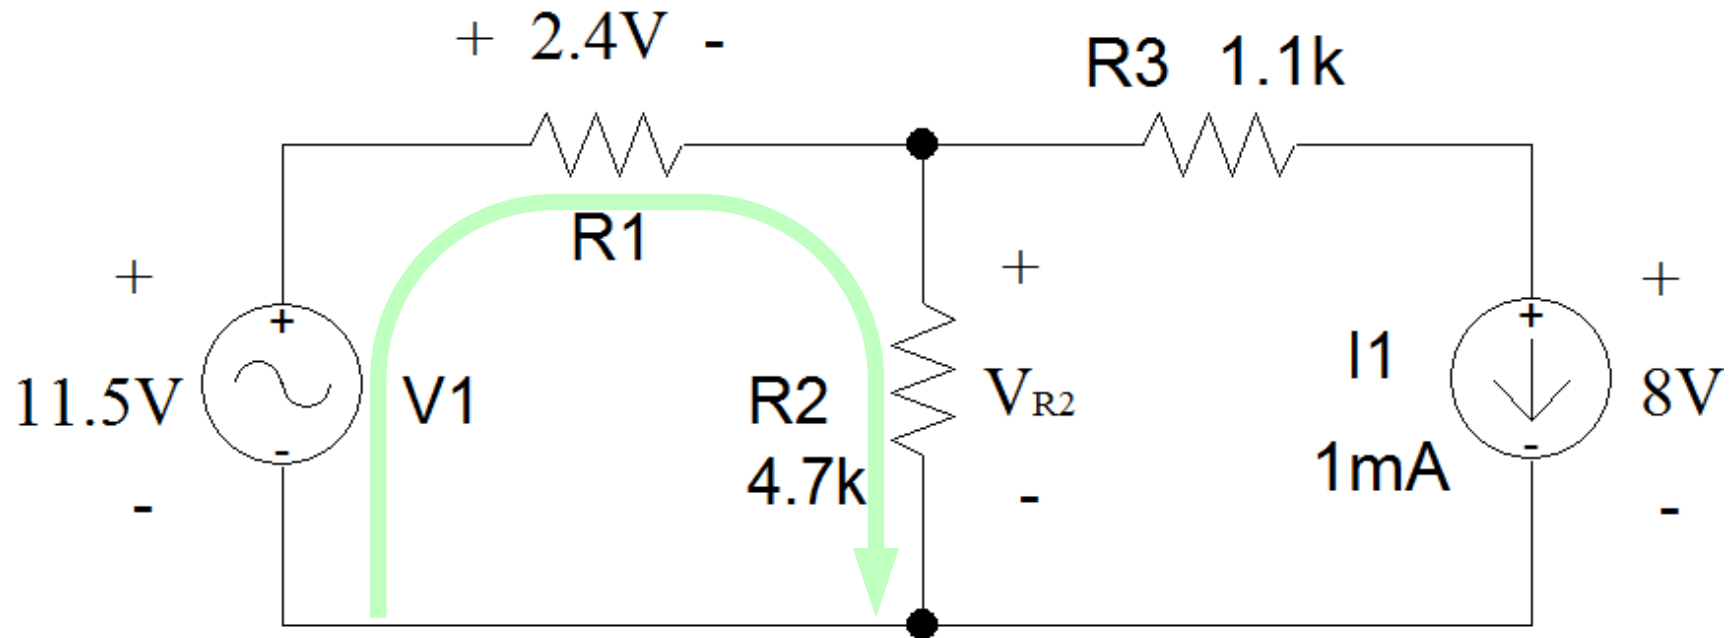 + 2.4V -
R3 1.1k
R1
+
11.5V
-
+
-
V1
R2
4.7k
+
VR2
-
I1
1mA
+
-
+
8V
-